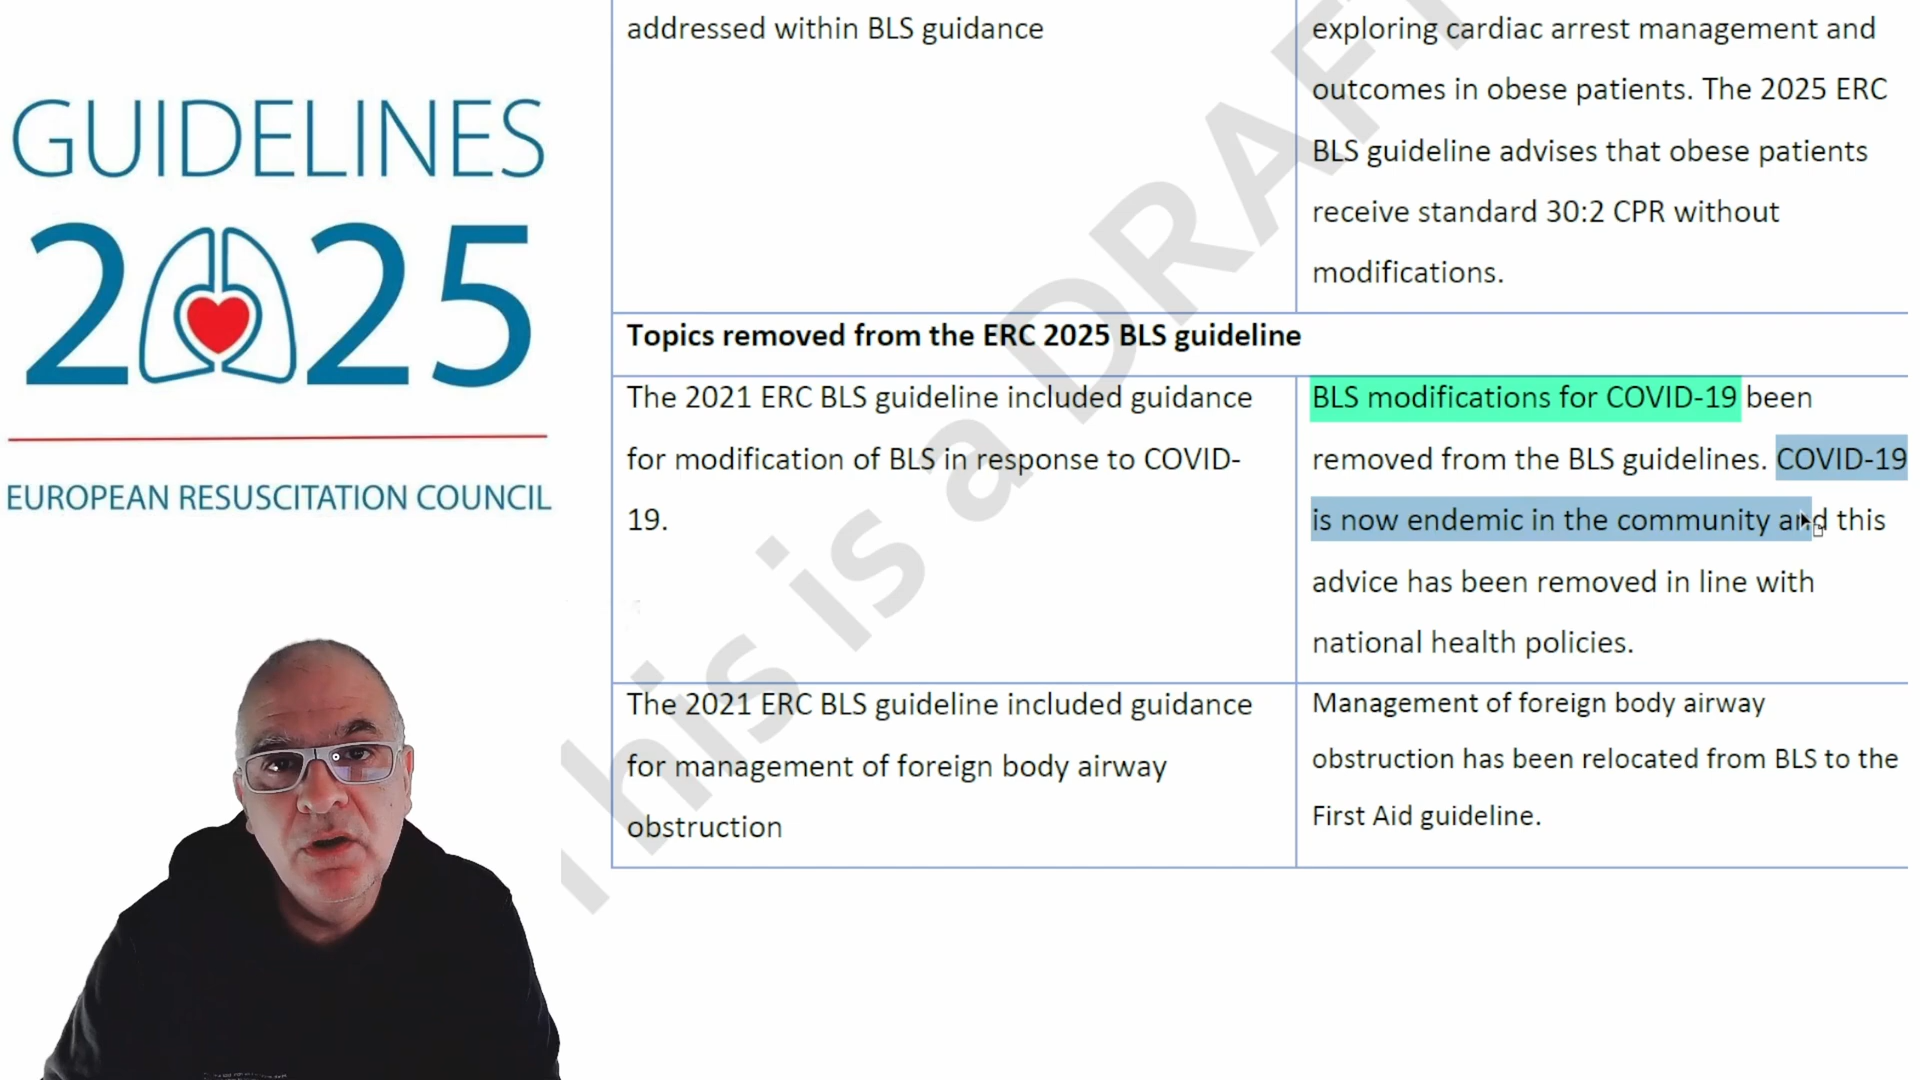 GUIDELINES
2025
EUROPEAN RESUSCITATION COUNCIL
addressed within BLS guidance
exploring cardiac arrest management and
outcomes in obese patients. The 2025 ERC
BLS guideline advises that obese patients
receive standard 30:2 CPR without
modifications.
Topics removed from the ERC 2025 BLS guideline
The 2021 ERC BLS guideline included guidance
for modification of BLS in response to COVID-
19.
BLS modifications for COVID-19 been
removed from the BLS guidelines. COVID-19
is now endemic in the community and this
advice has been removed in line with
national health policies.
The 2021 ERC BLS guideline included guidance
for management of foreign body airway
obstruction
Management of foreign body airway
obstruction has been relocated from BLS to the
First Aid guideline.
This is a DRAFT